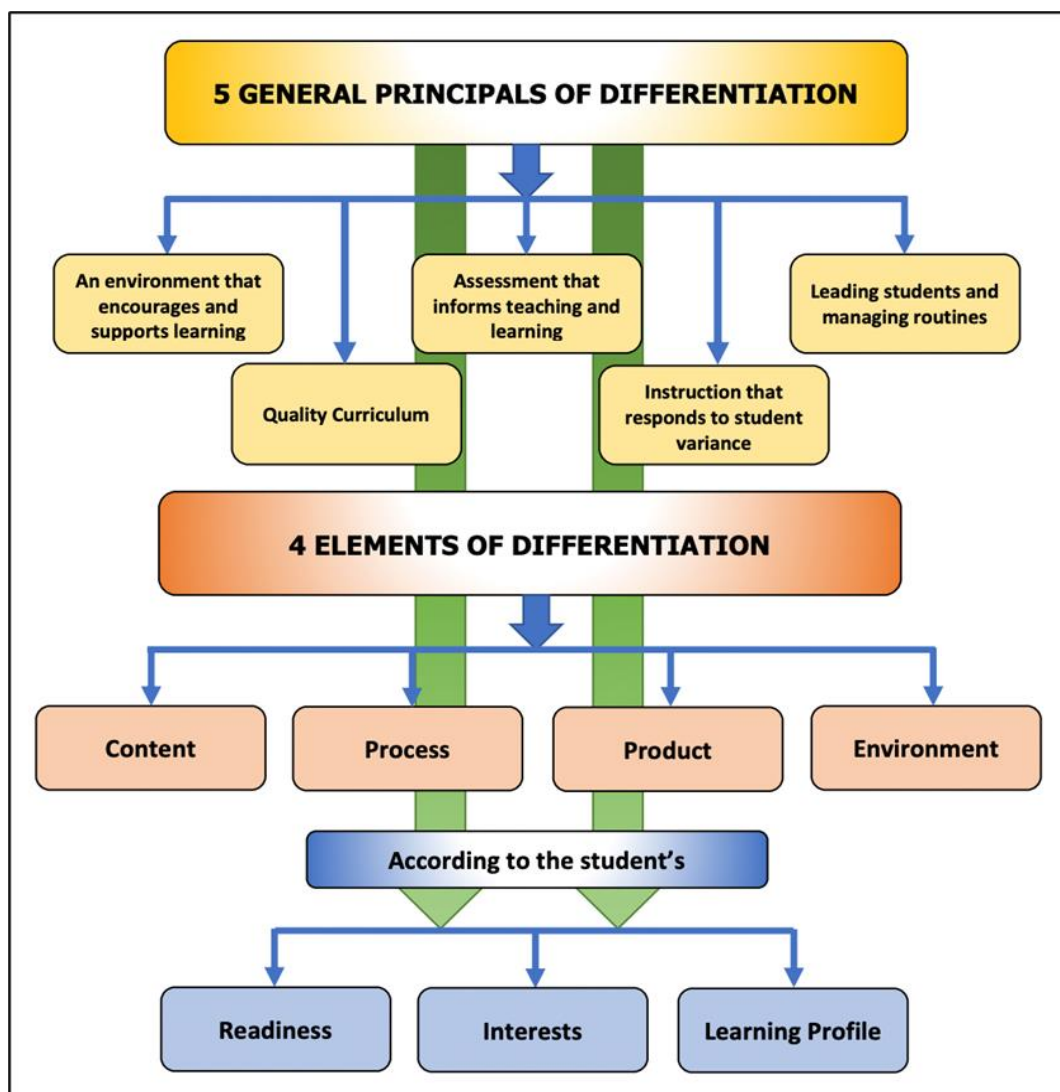 5 GENERAL PRINCIPALS OF DIFFERENTIATION
An environment that
encourages and
supports learning
Assessment that
informs teaching and
learning
Leading students and
managing routines
Quality Curriculum
Instruction that
responds to student
variance
4 ELEMENTS OF DIFFERENTIATION
Content
Process
Product
Environment
According to the student’s
Readiness
Interests
Learning Profile